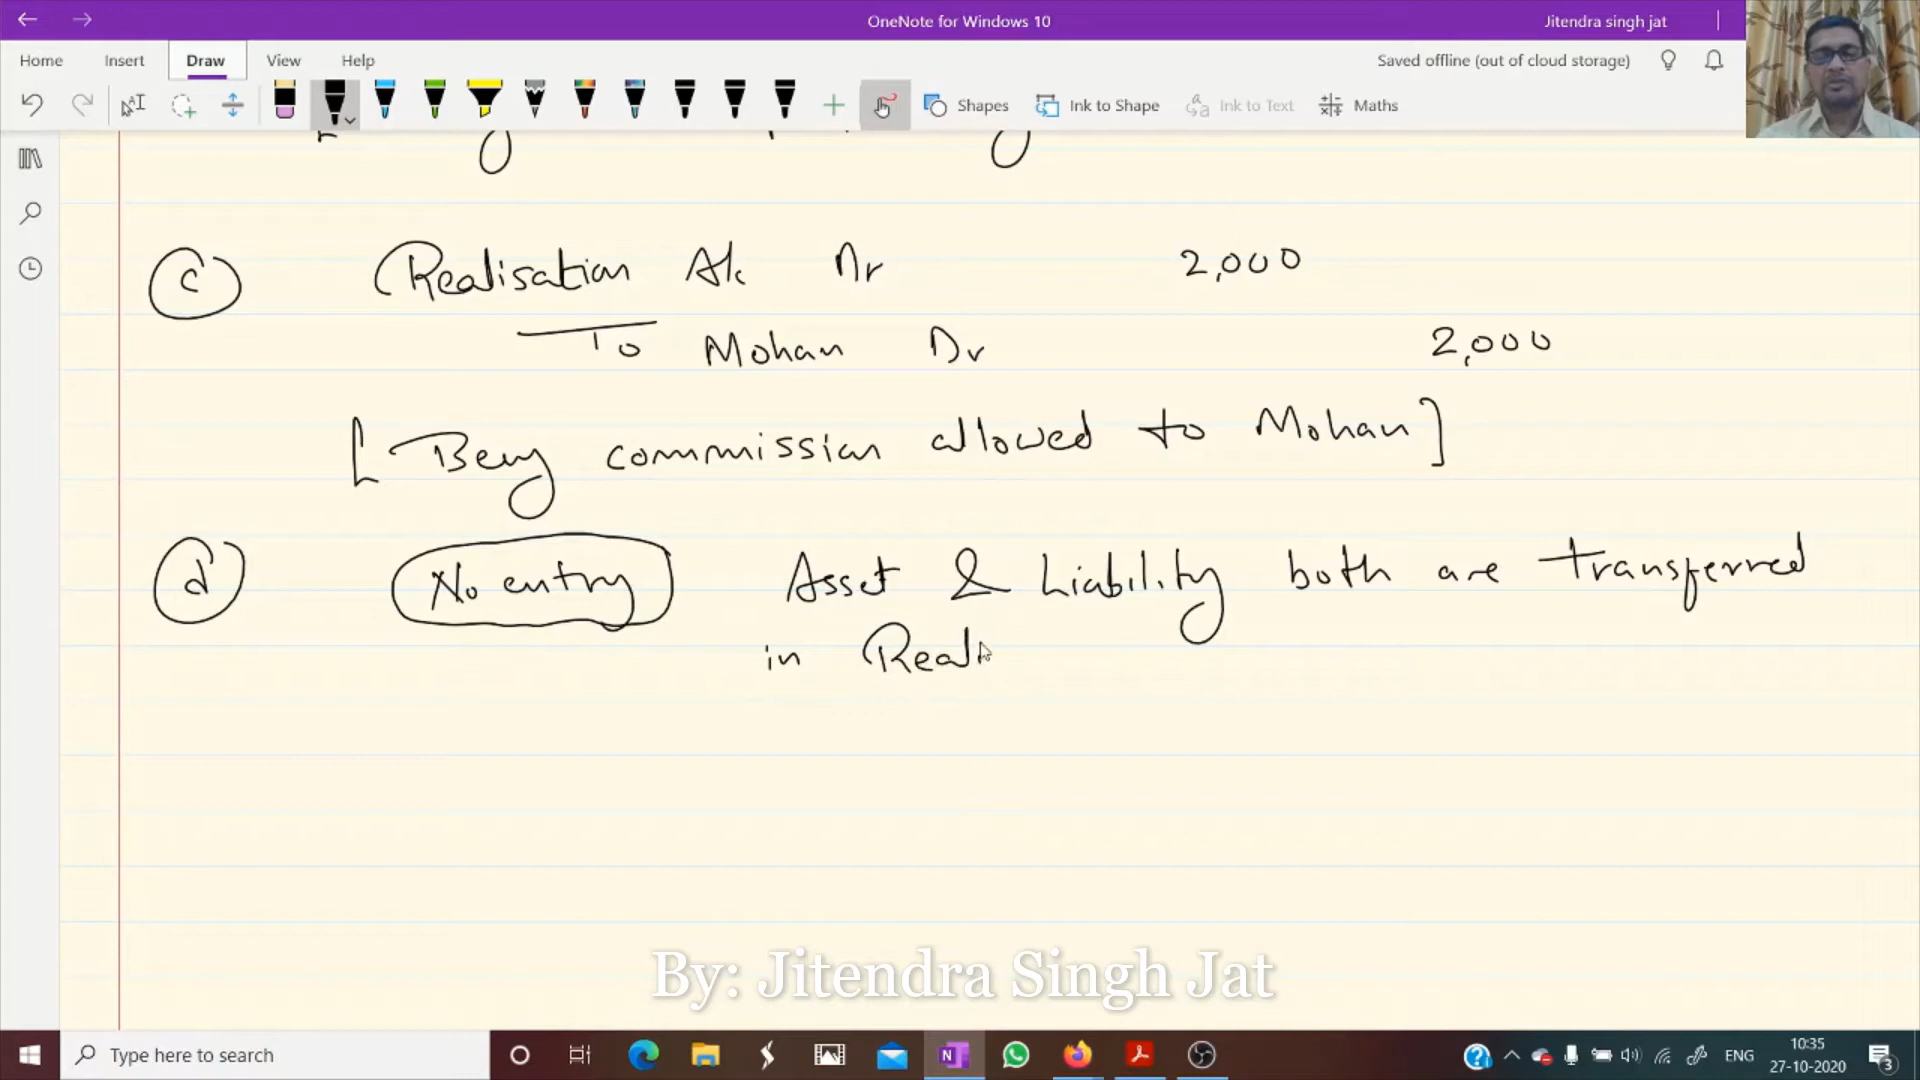 OneNote for Windows 10
Jitendra singh jat
Home Insert Draw View Help
Saved offline (out of cloud storage)
Shapes Ink to Shape Ink to Text Maths
(c) Realisation A/c Dr 2,000
To Mohan Dr 2,000
[Being commission allowed to Mohan]
(d) No entry Asset & Liability both are transferred
in Reali
By: Jitendra Singh Jat
Type here to search
ENG
10:35
27-10-2020
3